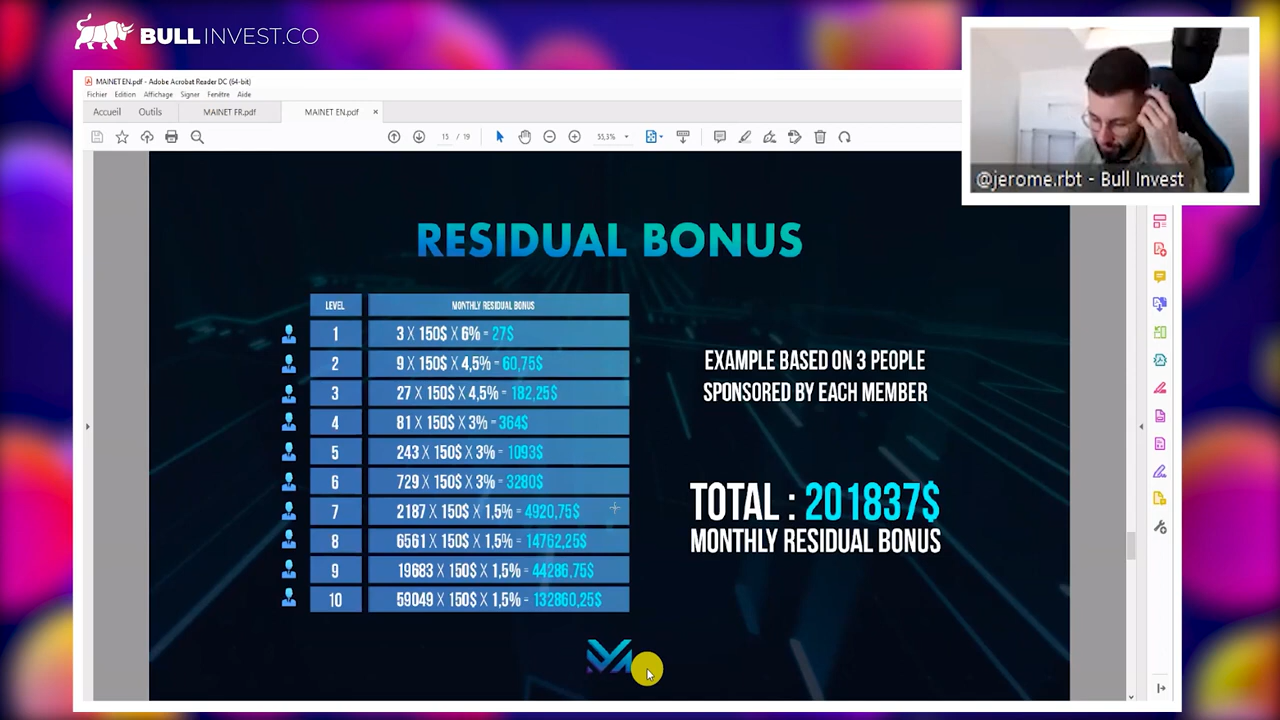 BULLINVEST.CO
MAINET EN.pdf - Adobe Acrobat Reader DC (64-bit)
Fichier Edition Affichage Signer Fenêtre Aide
Accueil Outils MAINET FR.pdf MAINET EN.pdf ×
15 / 19 55,3%
@jerome.rbt - Bull Invest
RESIDUAL BONUS
LEVEL MONTHLY RESIDUAL BONUS
1 3 X 150$ X 6% = 27$
2 9 X 150$ X 4,5% = 60,75$
3 27 X 150$ X 4,5% = 182,25$
4 81 X 150$ X 3% = 364$
5 243 X 150$ X 3% = 1093$
6 729 X 150$ X 3% = 3280$
7 2187 X 150$ X 1,5% = 4920,75$
8 6561 X 150$ X 1,5% = 14762,25$
9 19683 X 150$ X 1,5% = 44286,75$
10 59049 X 150$ X 1,5% = 132860,25$
EXAMPLE BASED ON 3 PEOPLE
SPONSORED BY EACH MEMBER
TOTAL : 201837$
MONTHLY RESIDUAL BONUS